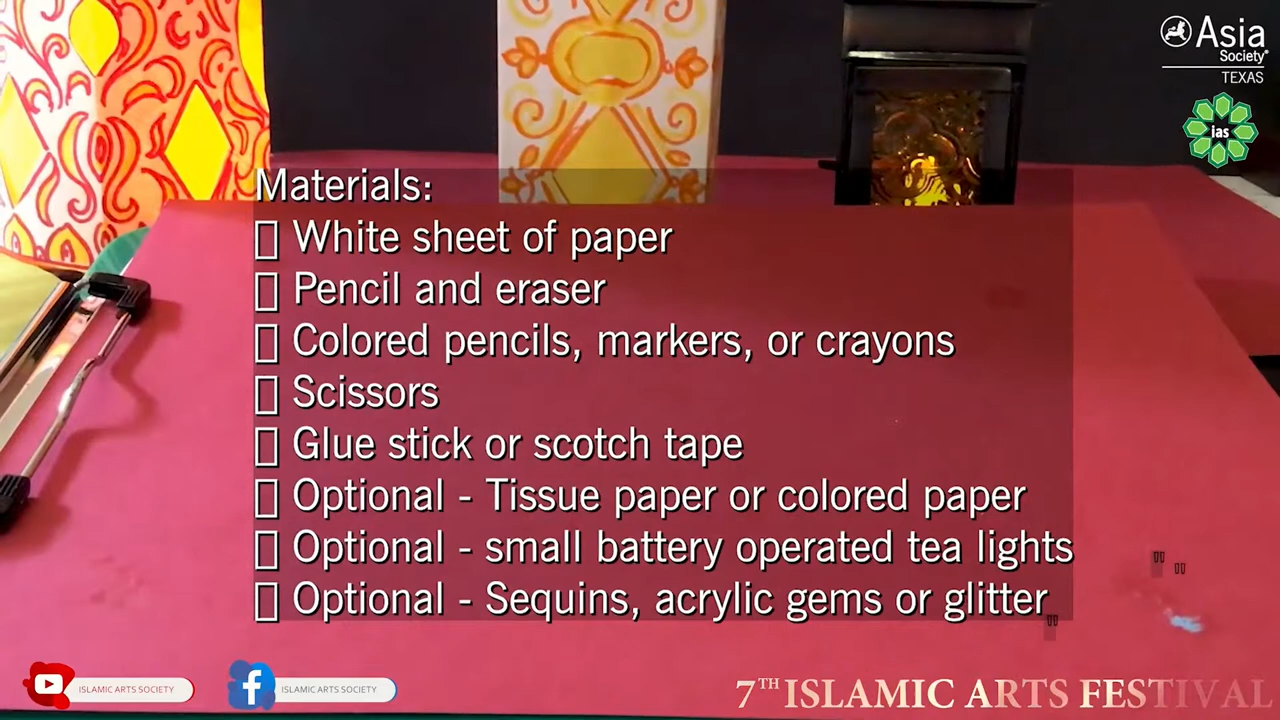 Asia
Society®
TEXAS
ias
Materials:
White sheet of paper
Pencil and eraser
Colored pencils, markers, or crayons
Scissors
Glue stick or scotch tape
Optional - Tissue paper or colored paper
Optional - small battery operated tea lights
Optional - Sequins, acrylic gems or glitter
" "
"
ISLAMIC ARTS SOCIETY
f ISLAMIC ARTS SOCIETY
7TH ISLAMIC ARTS FESTIVAL